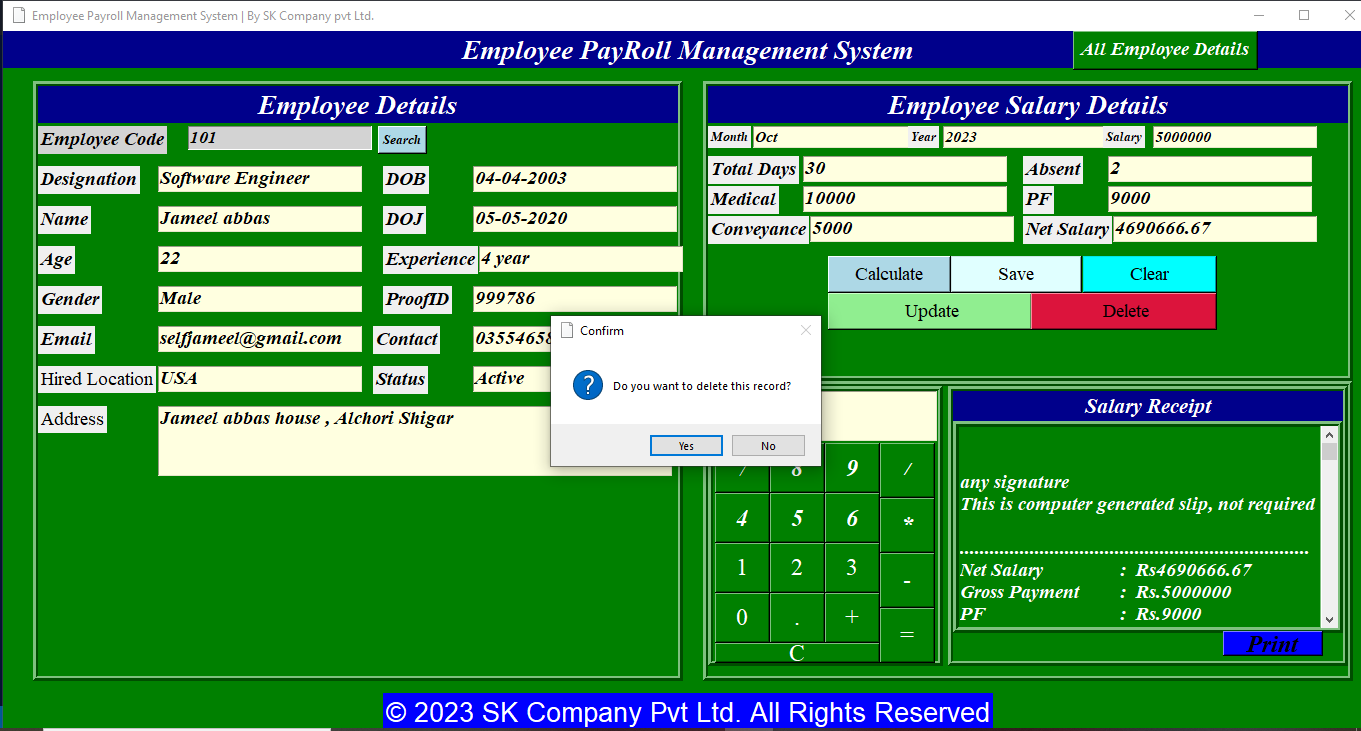 Employee Payroll Management System | By SK Company pvt Ltd.
Employee PayRoll Management System
All Employee Details
Employee Details
Employee Code 101 Search
Designation Software Engineer DOB 04-04-2003
Name Jameel abbas DOJ 05-05-2020
Age 22 Experience 4 year
Gender Male ProofID 999786
Email selfjameel@gmail.com Contact 03554658
Hired Location USA Status Active
Address Jameel abbas house , Alchori Shigar
Employee Salary Details
Month Oct Year 2023 Salary 5000000
Total Days 30 Absent 2
Medical 10000 PF 9000
Conveyance 5000 Net Salary 4690666.67
Calculate Save Clear
Update Delete
Confirm
? Do you want to delete this record?
Yes No
7 8 9 /
4 5 6 *
1 2 3 -
0 . + =
C
Salary Receipt
any signature
This is computer generated slip, not required
......................................................................
Net Salary : Rs4690666.67
Gross Payment : Rs.5000000
PF : Rs.9000
Print
© 2023 SK Company Pvt Ltd. All Rights Reserved